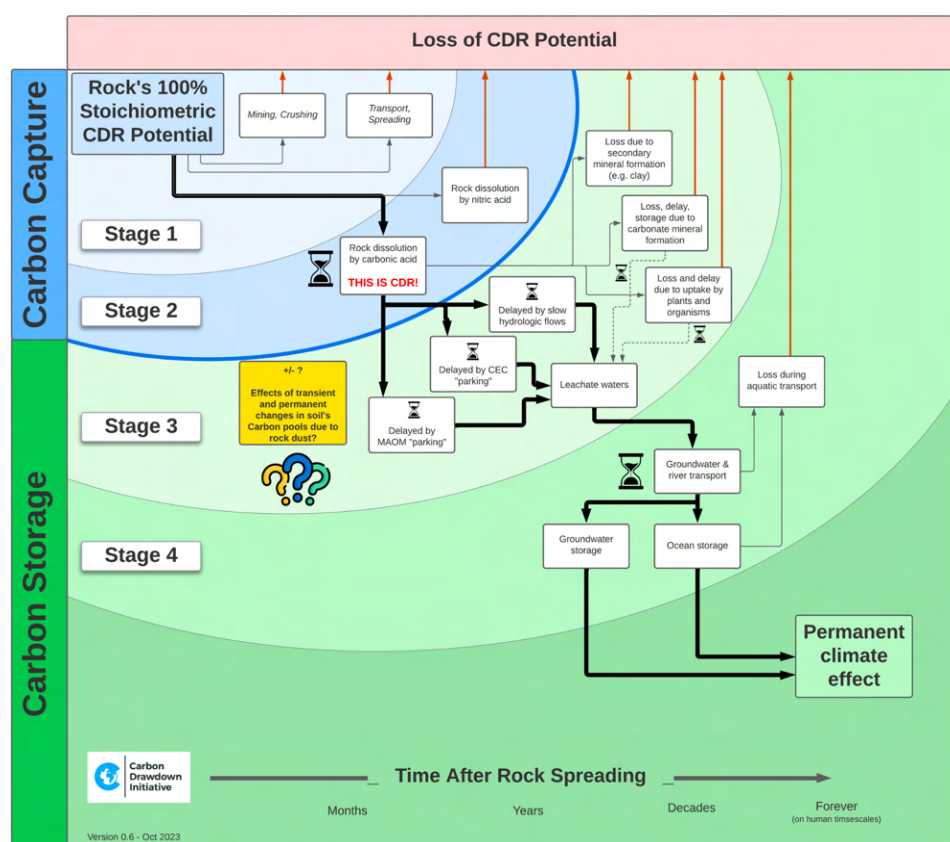 Loss of CDR Potential
Carbon Capture
Carbon Storage
Rock's 100%
Stoichiometric
CDR Potential
Mining, Crushing
Transport,
Spreading
Rock dissolution
by nitric acid
Loss due to
secondary
mineral formation
(e.g. clay)
Loss, delay,
storage due to
carbonate mineral
formation
Stage 1
Rock dissolution
by carbonic acid
THIS IS CDR!
Loss and delay
due to uptake by
plants and
organisms
Stage 2
Delayed by slow
hydrologic flows
Delayed by CEC
"parking"
Leachate waters
Loss during
aquatic transport
+/- ?
Effects of transient
and permanent
changes in soil's
Carbon pools due to
rock dust?
Stage 3
Delayed by
MAOM "parking"
Groundwater &
river transport
Stage 4
Groundwater
storage
Ocean storage
Permanent
climate
effect
Carbon
Drawdown
Initiative
_ Time After Rock Spreading _
Months
Years
Decades
Forever
(on human timsescales)
Version 0.6 - Oct 2023